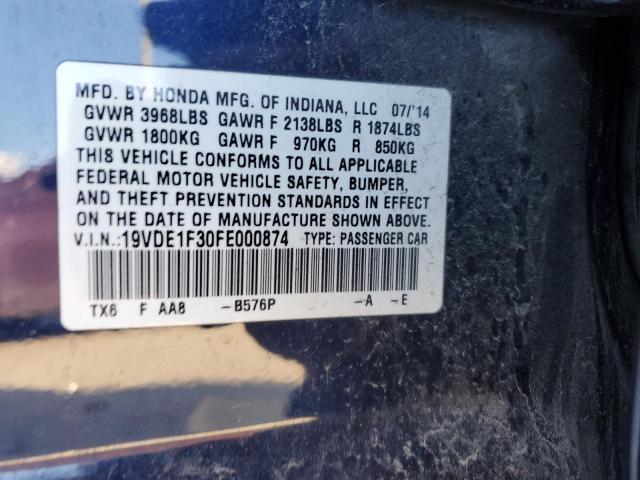 MFD. BY HONDA MFG. OF INDIANA, LLC 07/'14
GVWR 3968LBS GAWR F 2138LBS R 1874LBS
GVWR 1800KG GAWR F 970KG R 850KG
THIS VEHICLE CONFORMS TO ALL APPLICABLE
FEDERAL MOTOR VEHICLE SAFETY, BUMPER,
AND THEFT PREVENTION STANDARDS IN EFFECT
ON THE DATE OF MANUFACTURE SHOWN ABOVE.
V.I.N.:19VDE1F30FE000874 TYPE: PASSENGER CAR
TX6 F AA8 -B576P -A -E